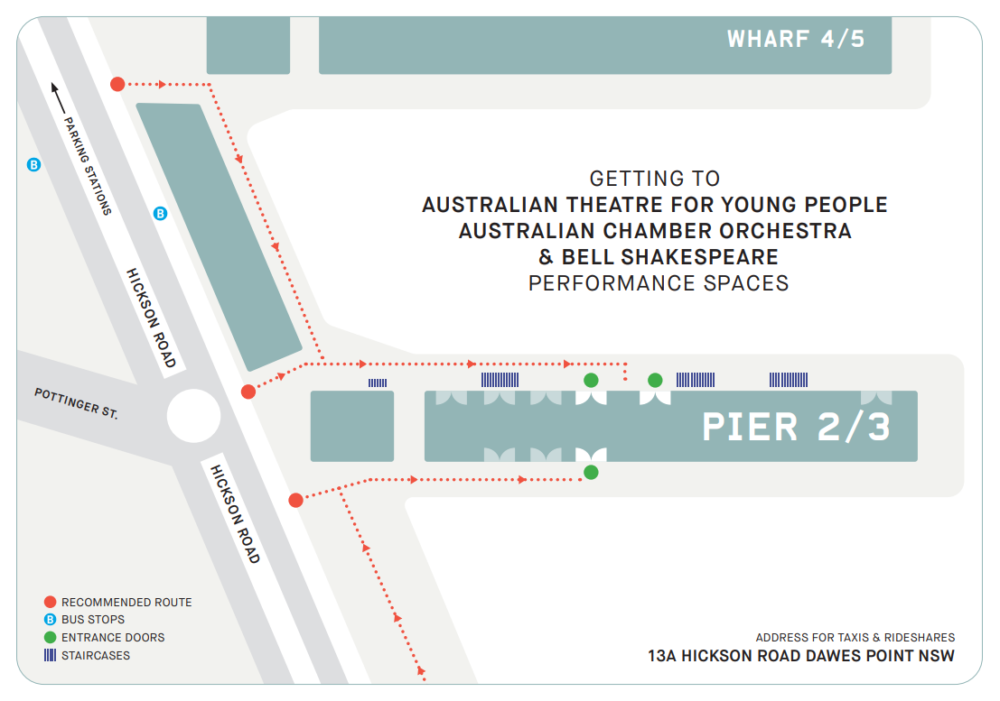 WHARF 4/5
PARKING STATIONS
B
B
GETTING TO
AUSTRALIAN THEATRE FOR YOUNG PEOPLE
AUSTRALIAN CHAMBER ORCHESTRA
& BELL SHAKESPEARE
PERFORMANCE SPACES
HICKSON ROAD
POTTINGER ST.
PIER 2/3
HICKSON ROAD
RECOMMENDED ROUTE
B BUS STOPS
ENTRANCE DOORS
STAIRCASES
ADDRESS FOR TAXIS & RIDESHARES
13A HICKSON ROAD DAWES POINT NSW